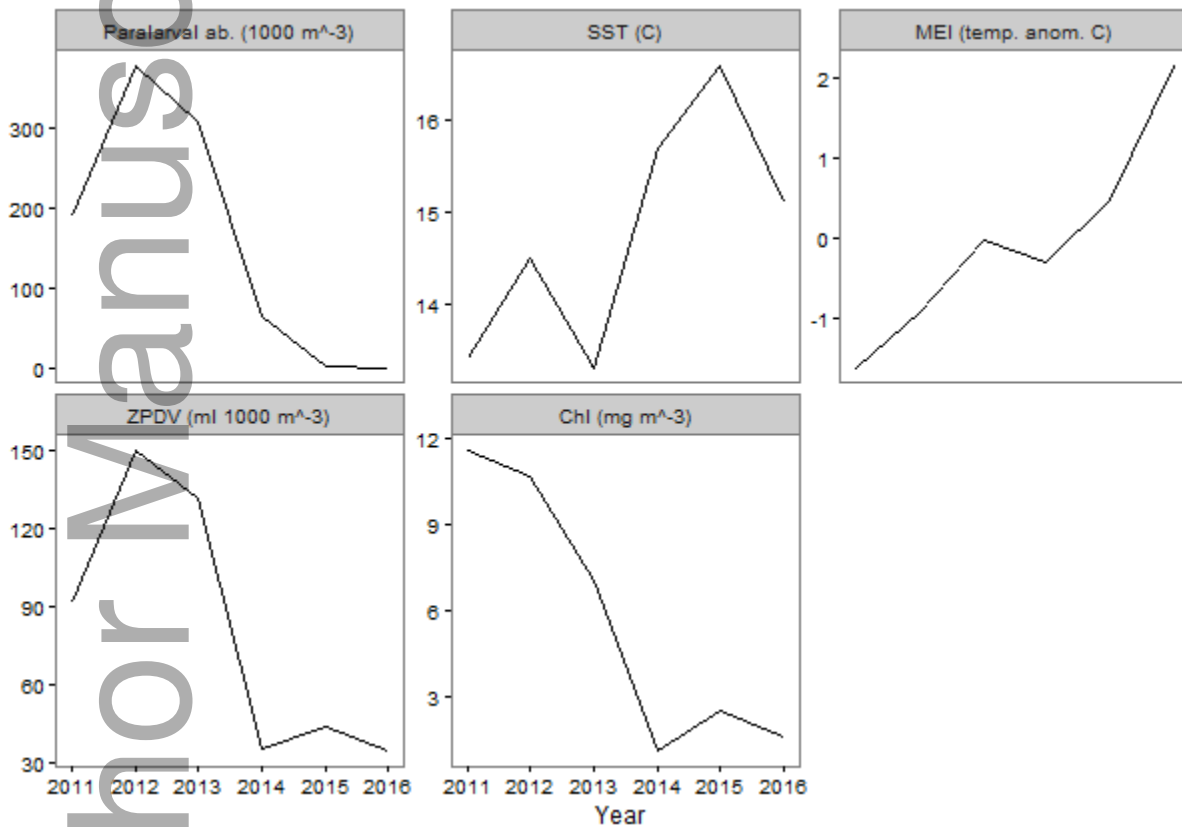 Paralarval ab. (1000 m^-3)
300
200
100
0
SST (C)
16
15
14
MEI (temp. anom. C)
2
1
0
-1
ZPDV (ml 1000 m^-3)
150
120
90
60
30
2011 2012 2013 2014 2015 2016
Chl (mg m^-3)
12
9
6
3
2011 2012 2013 2014 2015 2016
Year
hor Manusc